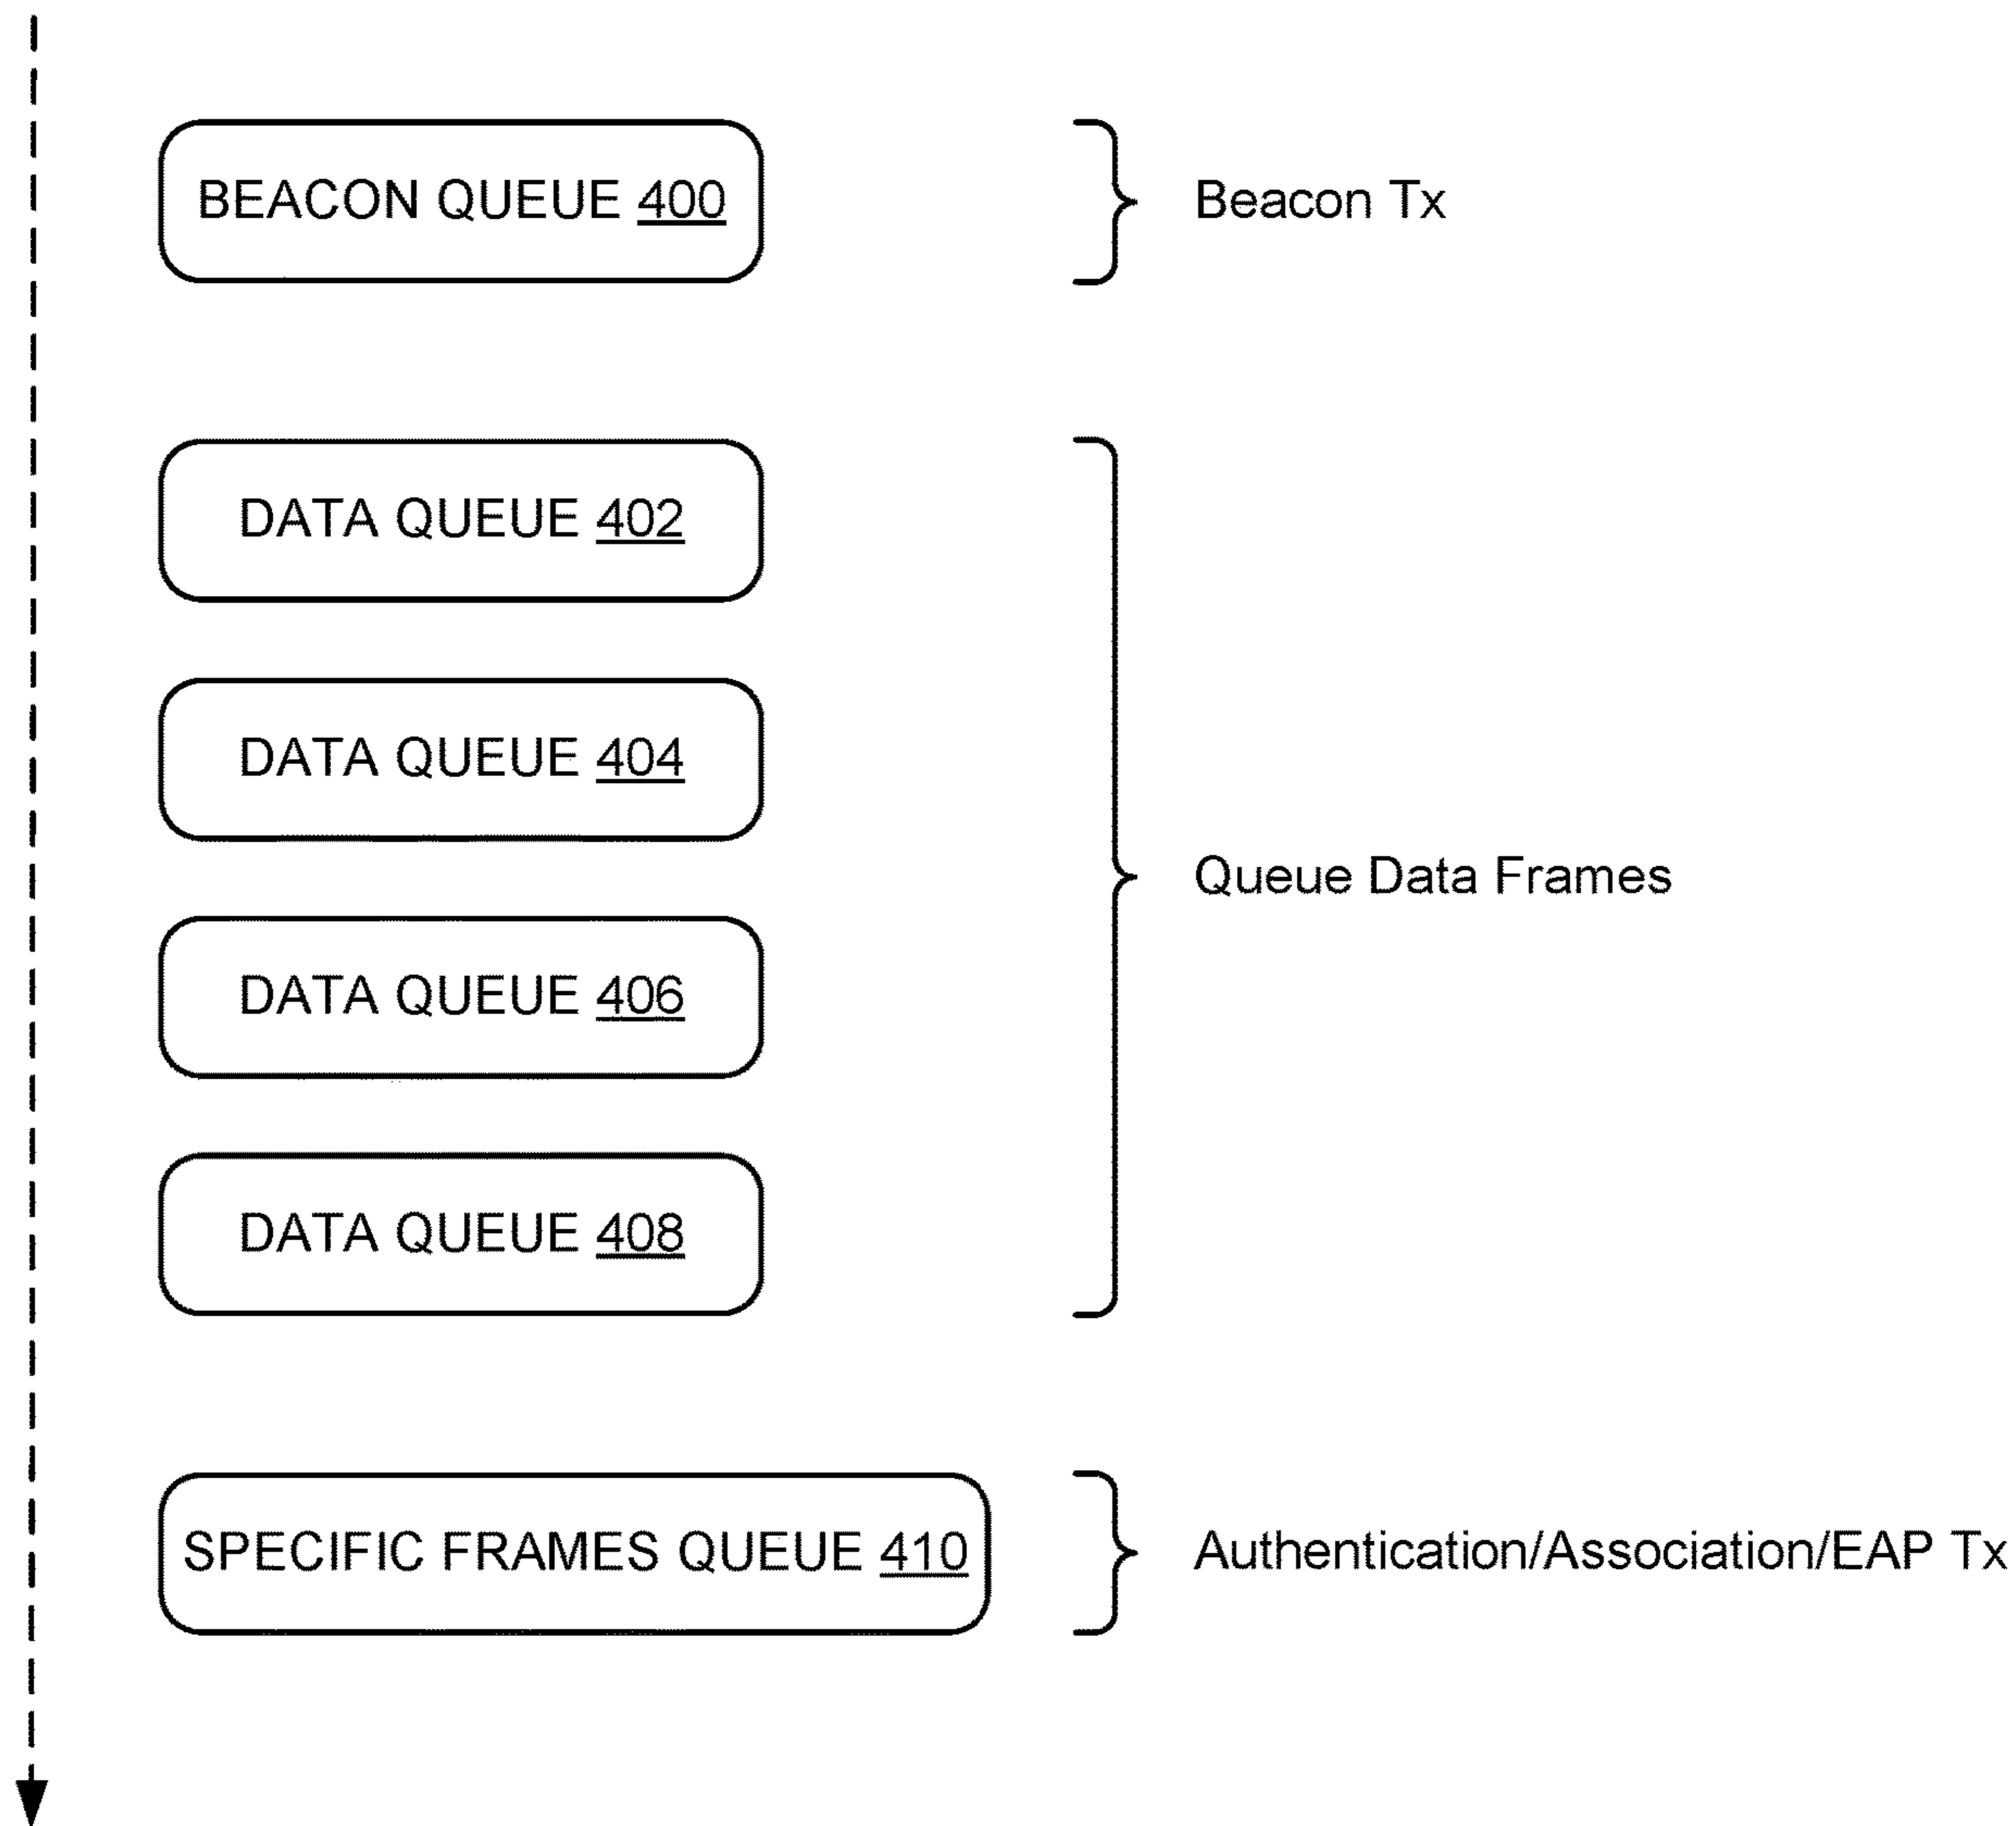 BEACON QUEUE 400
Beacon Tx
DATA QUEUE 402
DATA QUEUE 404
Queue Data Frames
DATA QUEUE 406
DATA QUEUE 408
SPECIFIC FRAMES QUEUE 410
Authentication/Association/EAP Tx